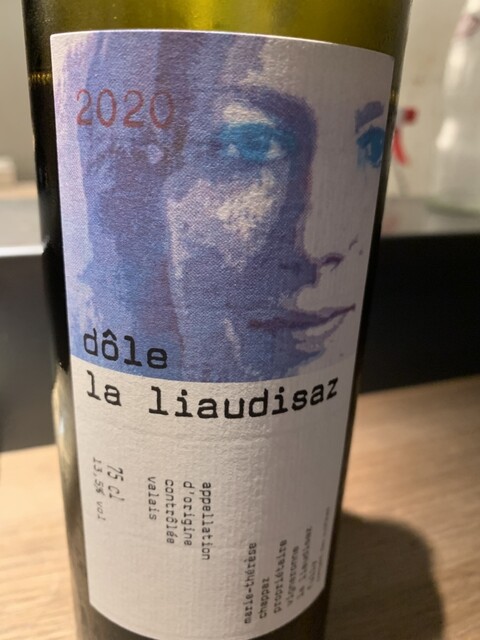 2020
dôle
la liaudisaz
75 cl
13,5% vol
appellation
d'origine
contrôlée
valais
marie-thérèse
chappaz
propriétaire
vigneronne
la liaudisaz
fully